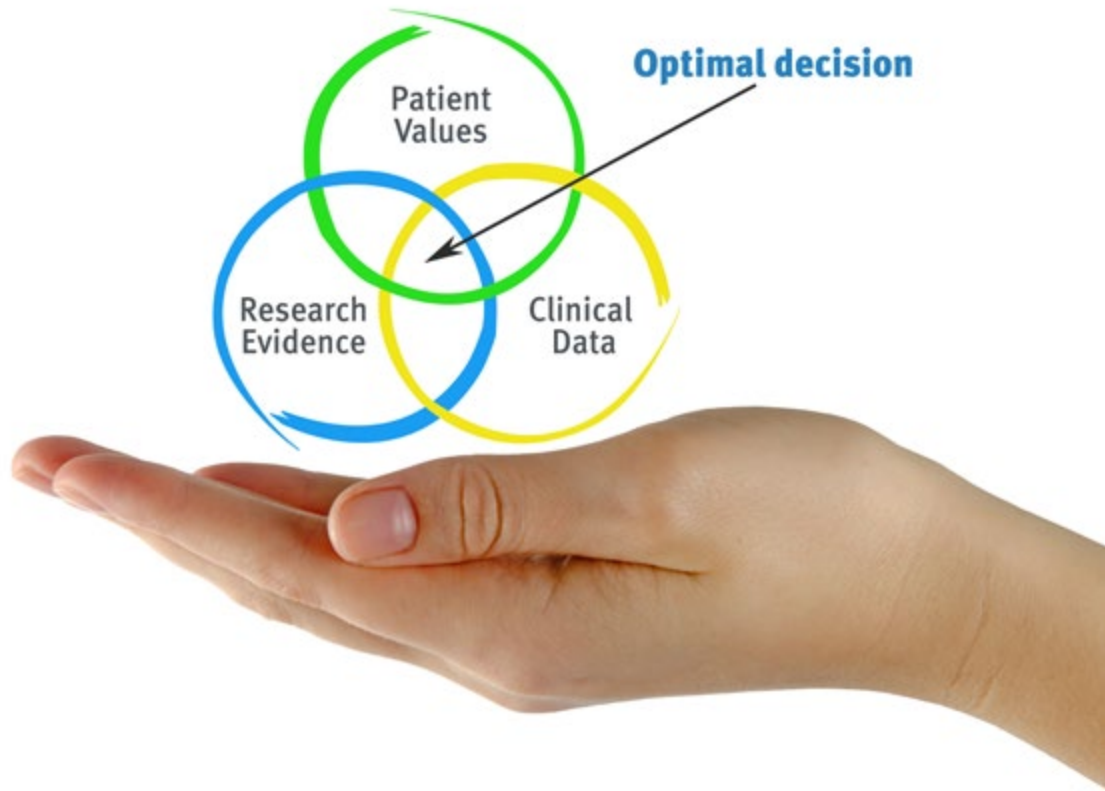 Optimal decision
Patient
Values
Research
Evidence
Clinical
Data